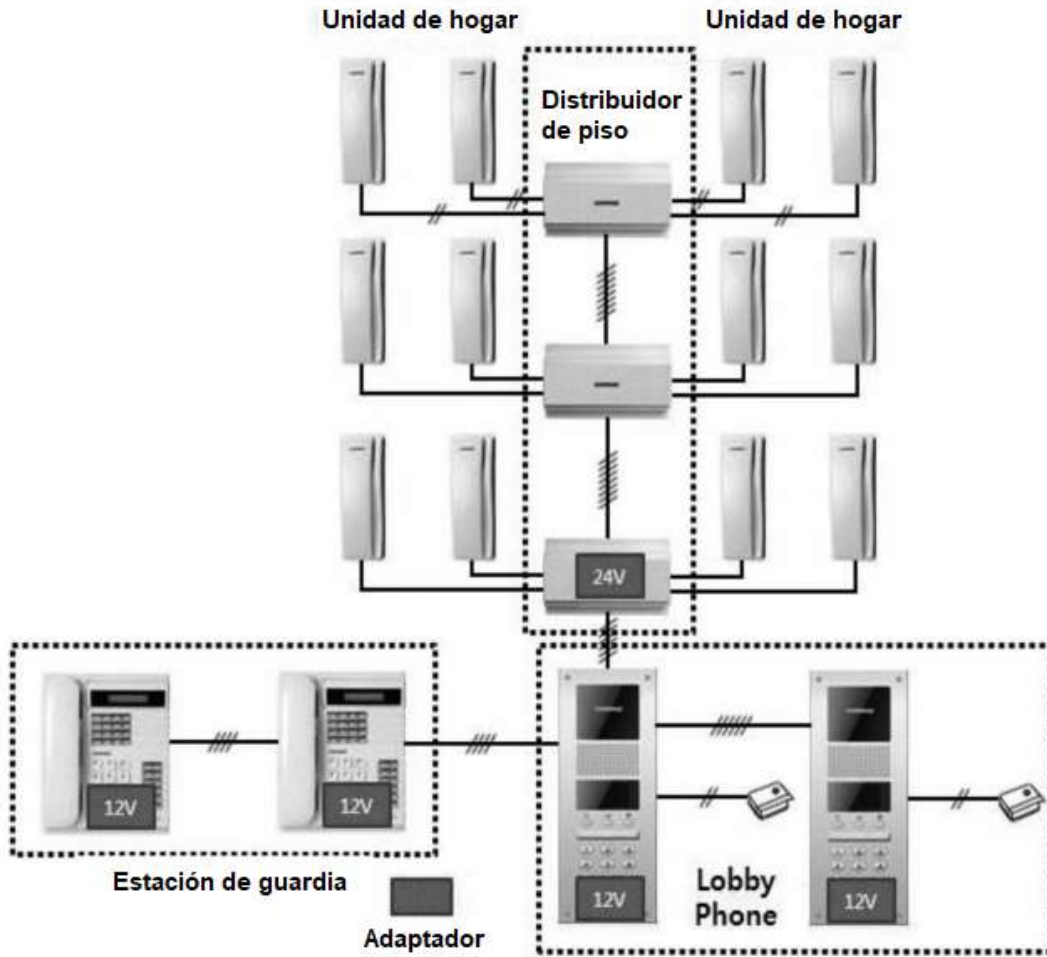 Unidad de hogar
Unidad de hogar
Distribuidor
de piso
24V
12V
12V
12V
12V
Lobby
Phone
Estación de guardia
Adaptador